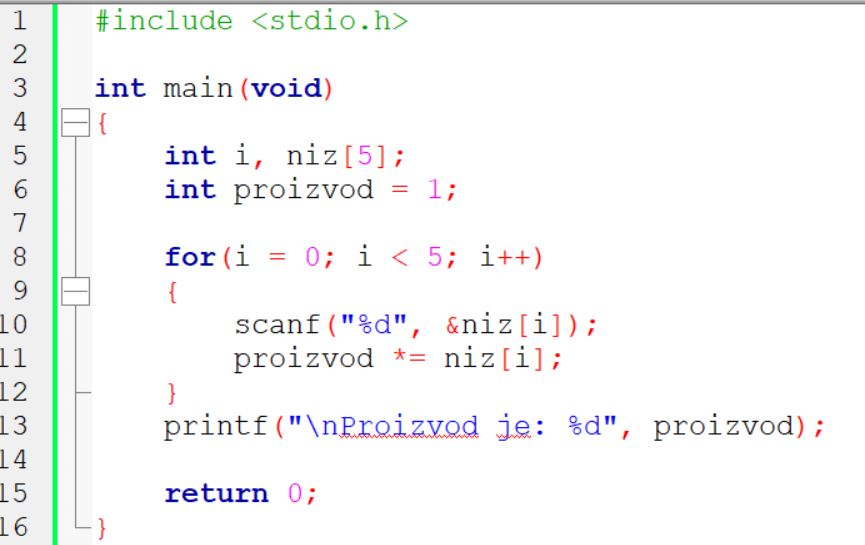 1 #include <stdio.h>
2
3 int main(void)
4 {
5 int i, niz[5];
6 int proizvod = 1;
7
8 for(i = 0; i < 5; i++)
9 {
10 scanf("%d", &niz[i]);
11 proizvod *= niz[i];
12 }
13 printf("\nProizvod je: %d", proizvod);
14
15 return 0;
16 }